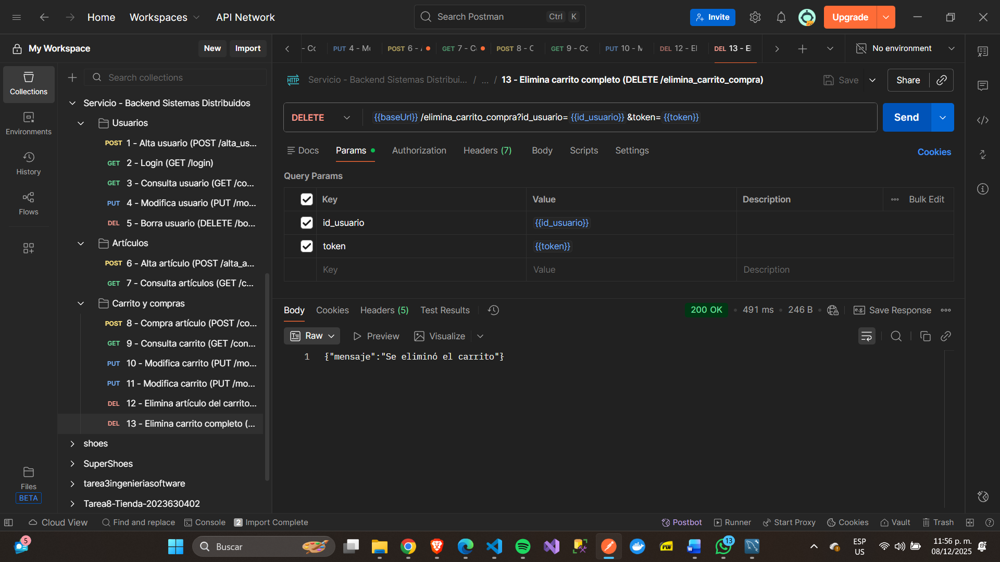 Home
Workspaces
API Network
Search Postman
Ctrl K
Invite
Upgrade
My Workspace
New
Import
- Co
PUT 4 - Mo
POST 6 - A
GET 7 - Co
POST 8 - C
GET 9 - Co
PUT 10 - M
DEL 12 - El
DEL 13 - El
No environment
Collections
Environments
History
Flows
Files
BETA
Search collections
Servicio - Backend Sistemas Distribuidos
Usuarios
POST 1 - Alta usuario (POST /alta_us...
GET 2 - Login (GET /login)
GET 3 - Consulta usuario (GET /co...
PUT 4 - Modifica usuario (PUT /mo...
DEL 5 - Borra usuario (DELETE /bo...
Artículos
POST 6 - Alta artículo (POST /alta_a...
GET 7 - Consulta artículos (GET /c...
Carrito y compras
POST 8 - Compra artículo (POST /co...
GET 9 - Consulta carrito (GET /con...
PUT 10 - Modifica carrito (PUT /mo...
PUT 11 - Modifica carrito (PUT /mo...
DEL 12 - Elimina artículo del carrito...
DEL 13 - Elimina carrito completo (...
shoes
SuperShoes
tarea3ingenieriasoftware
Tarea8-Tienda-2023630402
HTTP Servicio - Backend Sistemas Distribui... / ... / 13 - Elimina carrito completo (DELETE /elimina_carrito_compra)
Save
Share
DELETE
{{baseUrl}}/elimina_carrito_compra?id_usuario={{id_usuario}}&token={{token}}
Send
Docs
Params
Authorization
Headers (7)
Body
Scripts
Settings
Cookies
Query Params
Key Value Description Bulk Edit
id_usuario {{id_usuario}}
token {{token}}
Key Value Description
Body
Cookies
Headers (5)
Test Results
200 OK
491 ms
246 B
e.g. Save Response
Raw
Preview
Visualize
1 {"mensaje":"Se eliminó el carrito"}
Cloud View
Find and replace
Console
2 Import Complete
Postbot
Runner
Start Proxy
Cookies
Vault
Trash
5
Buscar
PDF
13
ESP
US
11:56 p. m.
08/12/2025